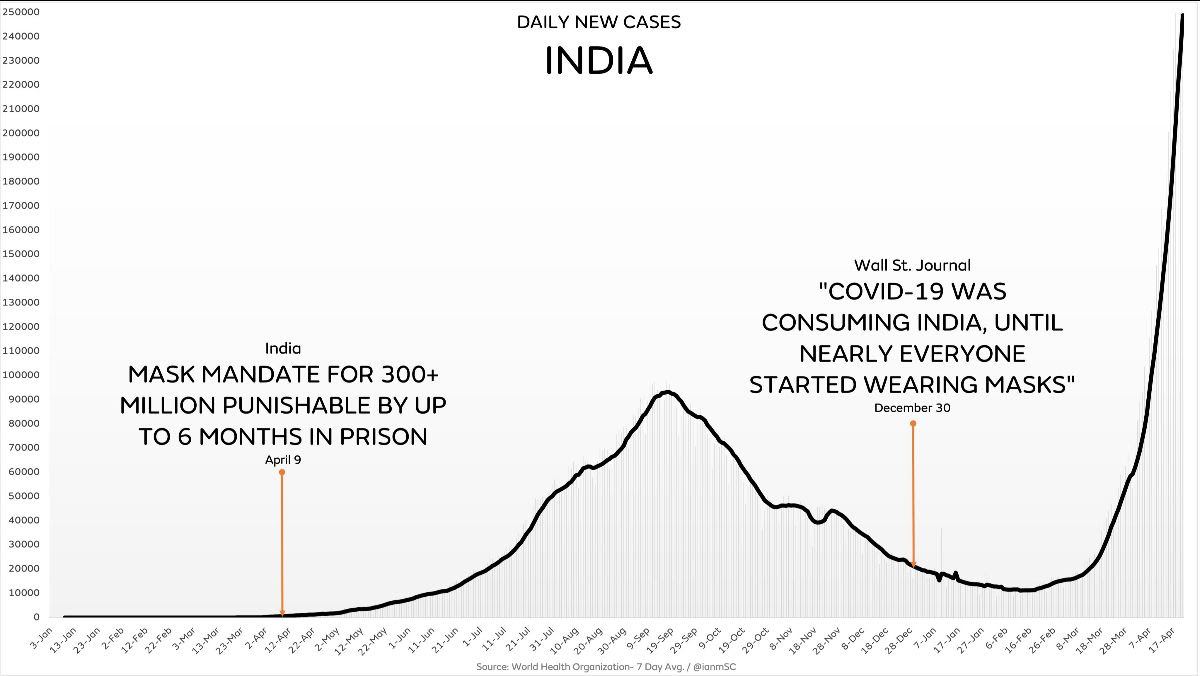 DAILY NEW CASES
INDIA
250000
240000
230000
220000
210000
200000
190000
180000
170000
160000
150000
140000
130000
120000
110000
100000
90000
80000
70000
60000
50000
40000
30000
20000
10000
0
India
MASK MANDATE FOR 300+
MILLION PUNISHABLE BY UP
TO 6 MONTHS IN PRISON
April 9
Wall St. Journal
"COVID-19 WAS
CONSUMING INDIA, UNTIL
NEARLY EVERYONE
STARTED WEARING MASKS"
December 30
3-Jan 13-Jan 23-Jan 2-Feb 12-Feb 22-Feb 3-Mar 13-Mar 23-Mar 2-Apr 12-Apr 22-Apr 2-May 12-May 22-May 1-Jun 11-Jun 21-Jun 1-Jul 11-Jul 21-Jul 31-Jul 10-Aug 20-Aug 30-Aug 9-Sep 19-Sep 29-Sep 9-Oct 19-Oct 29-Oct 8-Nov 18-Nov 28-Nov 8-Dec 18-Dec 28-Dec 7-Jan 17-Jan 27-Jan 6-Feb 16-Feb 26-Feb 8-Mar 18-Mar 28-Mar 7-Apr 17-Apr
Source: World Health Organization- 7 Day Avg. / @ianmSC